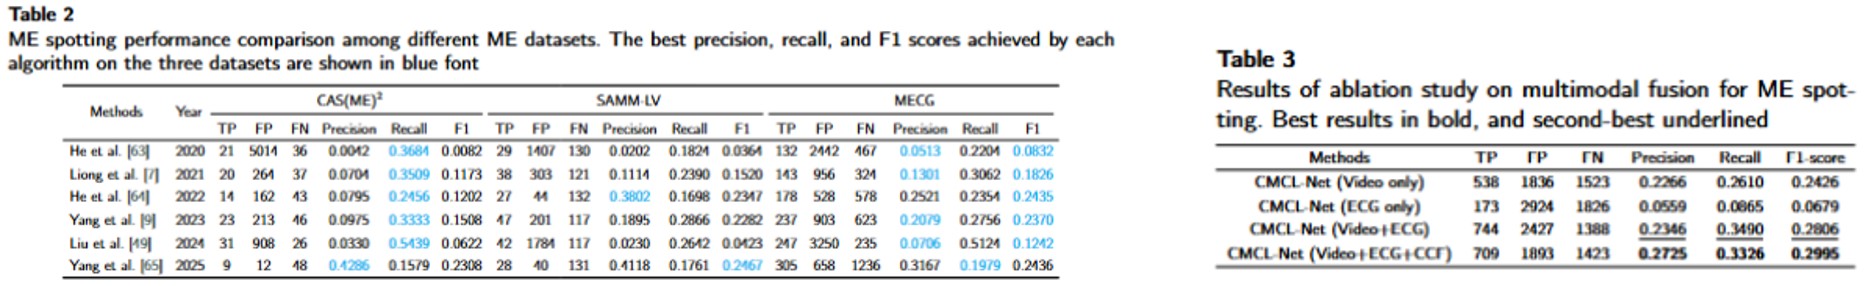 Table 2
ME spotting performance comparison among different ME datasets. The best precision, recall, and F1 scores achieved by each
algorithm on the three datasets are shown in blue font
Methods Year CAS(ME)² SAMM-LV MECG
TP FP FN Precision Recall F1 TP FP FN Precision Recall F1 TP FP FN Precision Recall F1
He et al. [63] 2020 21 5014 36 0.0042 0.3684 0.0082 29 1407 130 0.0202 0.1824 0.0364 132 2442 467 0.0513 0.2204 0.0832
Liong et al. [7] 2021 20 264 37 0.0704 0.3509 0.1173 38 303 121 0.1114 0.2390 0.1520 143 956 324 0.1301 0.3062 0.1826
He et al. [64] 2022 14 162 43 0.0795 0.2456 0.1202 27 44 132 0.3802 0.1698 0.2347 178 528 578 0.2521 0.2354 0.2435
Yang et al. [9] 2023 23 213 46 0.0975 0.3333 0.1508 47 201 117 0.1895 0.2866 0.2282 237 903 623 0.2079 0.2756 0.2370
Liu et al. [49] 2024 31 908 26 0.0330 0.5439 0.0622 42 1784 117 0.0230 0.2642 0.0423 247 3250 235 0.0706 0.5124 0.1242
Yang et al. [65] 2025 9 12 48 0.4286 0.1579 0.2308 28 40 131 0.4118 0.1761 0.2467 305 658 1236 0.3167 0.1979 0.2436
Table 3
Results of ablation study on multimodal fusion for ME spot-
ting. Best results in bold, and second-best underlined
Methods TP FP FN Precision Recall F1-score
CMCL-Net (Video only) 538 1836 1523 0.2266 0.2610 0.2426
CMCL-Net (ECG only) 173 2924 1826 0.0559 0.0865 0.0679
CMCL-Net (Video+ECG) 744 2427 1388 0.2346 0.3490 0.2806
CMCL-Net (Video+ECG+CCF) 709 1893 1423 0.2725 0.3326 0.2995